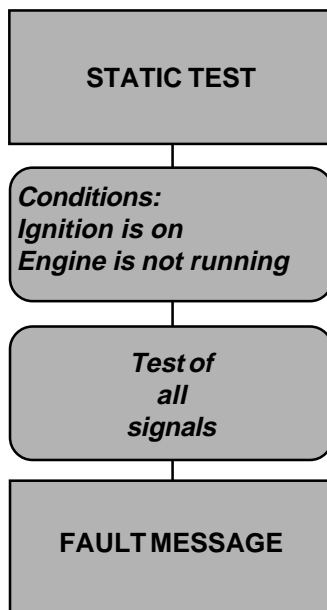 STATIC TEST
Conditions:
Ignition is on
Engine is not running
Test of
all
signals
FAULT MESSAGE